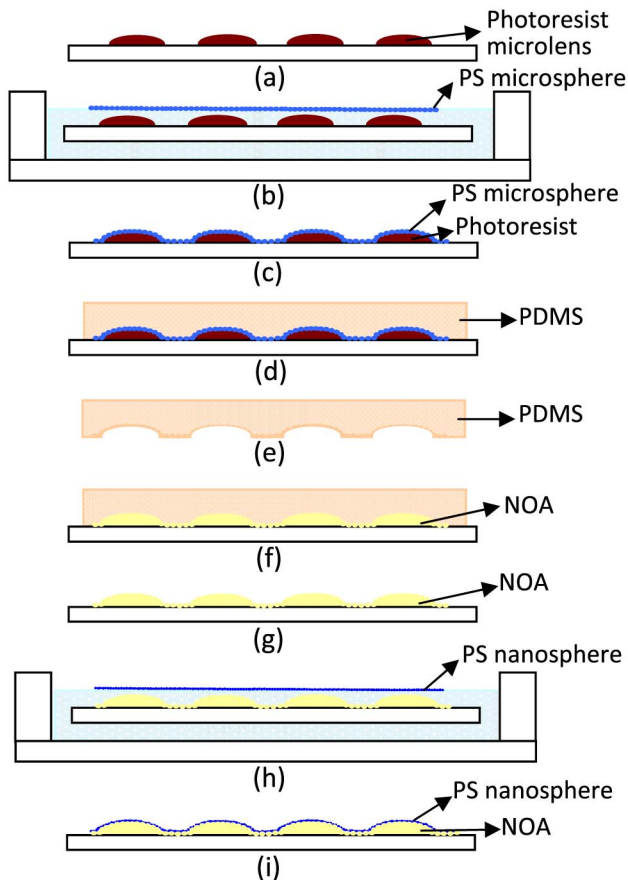 Photoresist
microlens
(a)
PS microsphere
(b)
PS microsphere
Photoresist
(c)
PDMS
(d)
PDMS
(e)
NOA
(f)
NOA
(g)
PS nanosphere
(h)
PS nanosphere
NOA
(i)